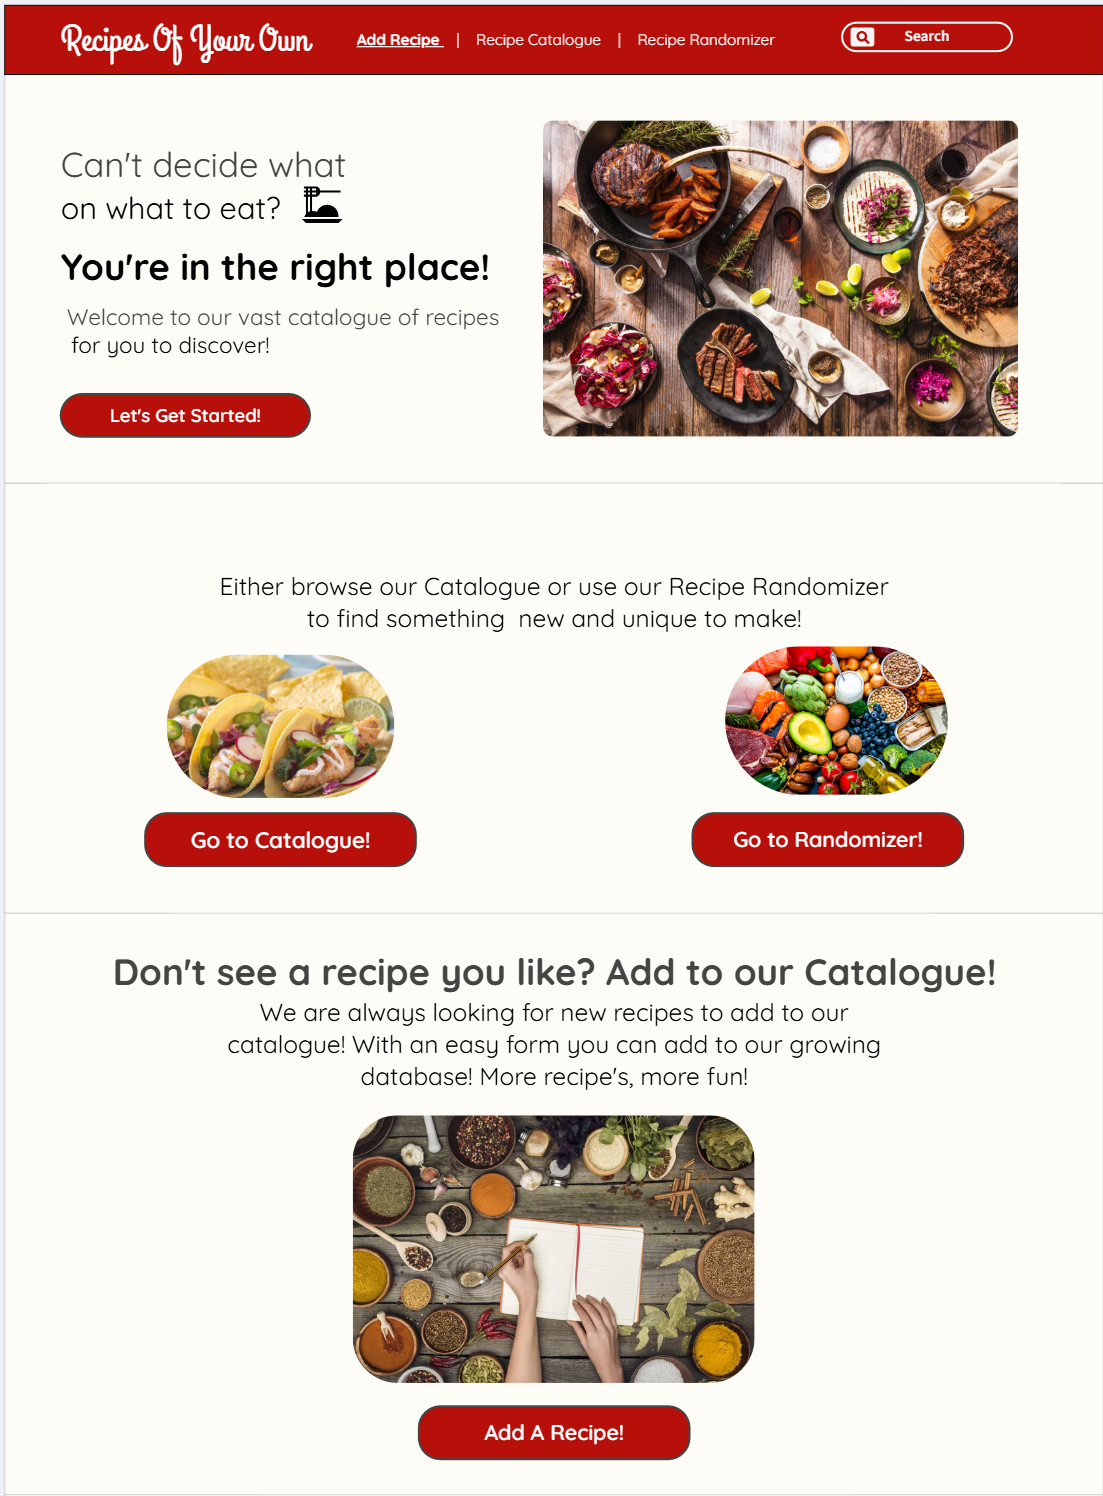 Recipes Of Your Own
Add Recipe | Recipe Catalogue | Recipe Randomizer
Search
Can't decide what
on what to eat?
You're in the right place!
Welcome to our vast catalogue of recipes
for you to discover!
Let's Get Started!
Either browse our Catalogue or use our Recipe Randomizer
to find something  new and unique to make!
Go to Catalogue!
Go to Randomizer!
Don't see a recipe you like? Add to our Catalogue!
We are always looking for new recipes to add to our
catalogue! With an easy form you can add to our growing
database! More recipe's, more fun!
Add A Recipe!